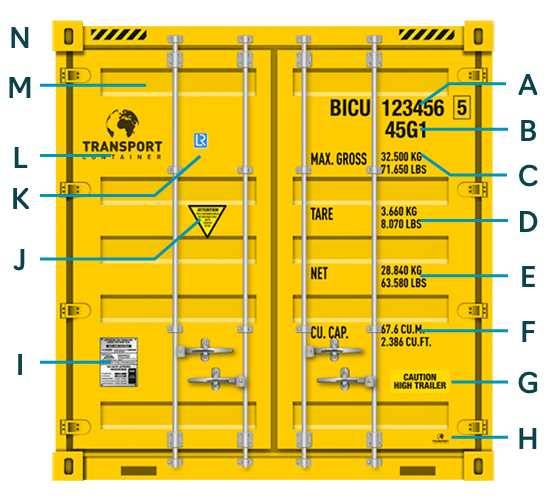 N
M
L
K
J
I
A
B
C
D
E
F
G
H
BICU 123456 5
45G1
TRANSPORT
CONTAINER
LR
MAX. GROSS 32.500 KG
71.650 LBS
ATTENTION
TARE 3.660 KG
8.070 LBS
NET 28.840 KG
63.580 LBS
CU. CAP. 67.6 CU.M.
2.386 CU.FT.
CAUTION
HIGH TRAILER